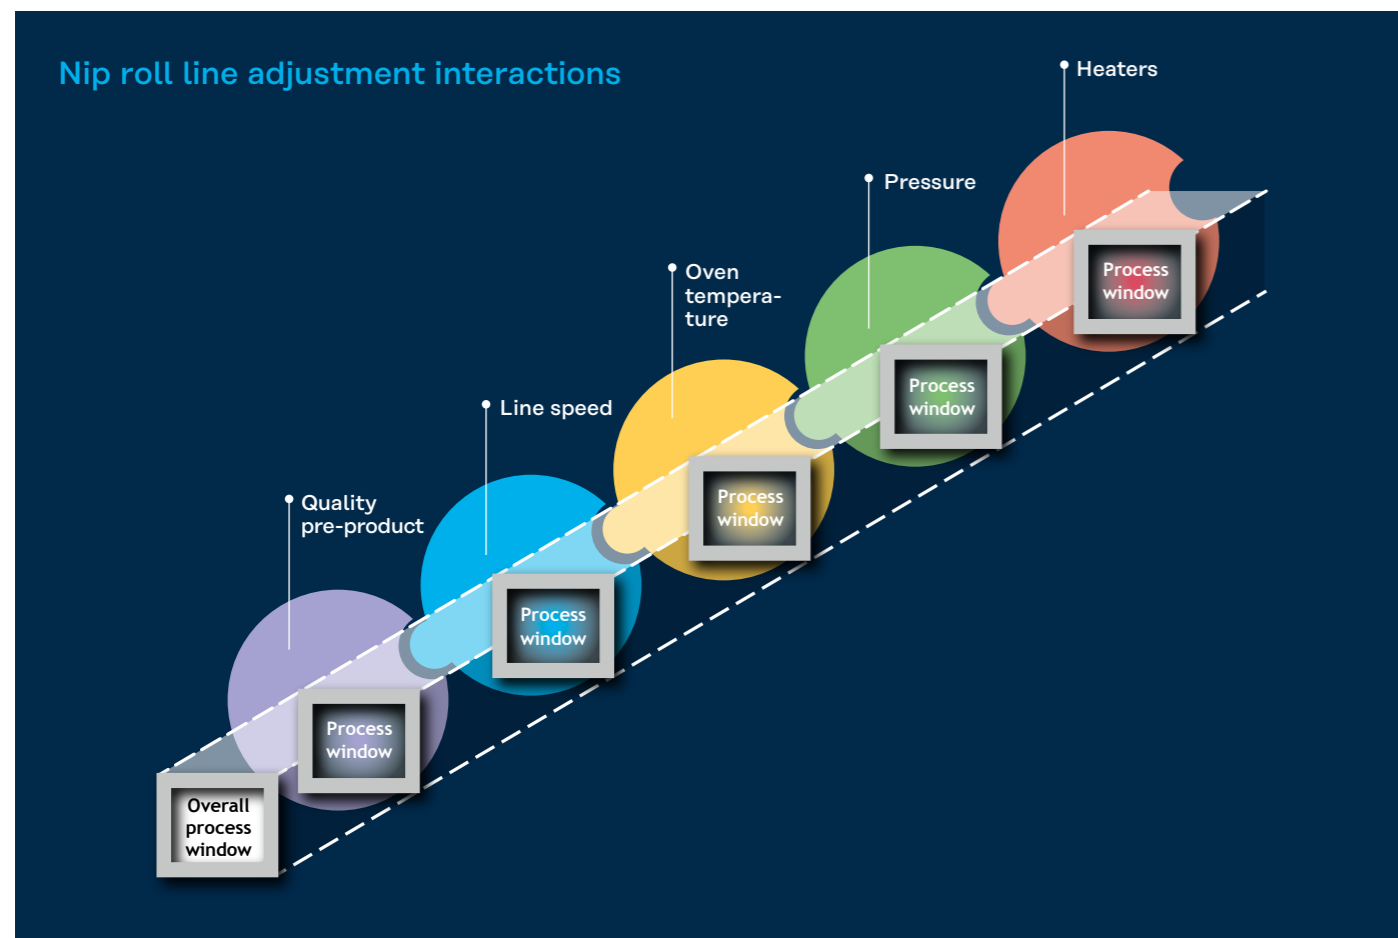 Nip roll line adjustment interactions
Heaters
Pressure
Oven
tempera-
ture
Line speed
Quality
pre-product
Process
window
Process
window
Process
window
Process
window
Process
window
Overall
process
window